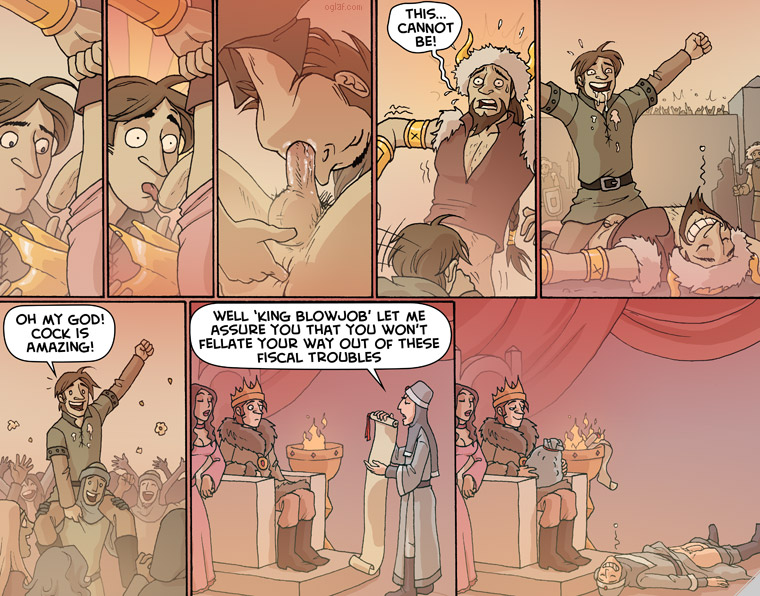 oglaf.com
THIS...
CANNOT
BE!
OH MY GOD!
COCK IS
AMAZING!
WELL 'KING BLOWJOB' LET ME
ASSURE YOU THAT YOU WON'T
FELLATE YOUR WAY OUT OF THESE
FISCAL TROUBLES